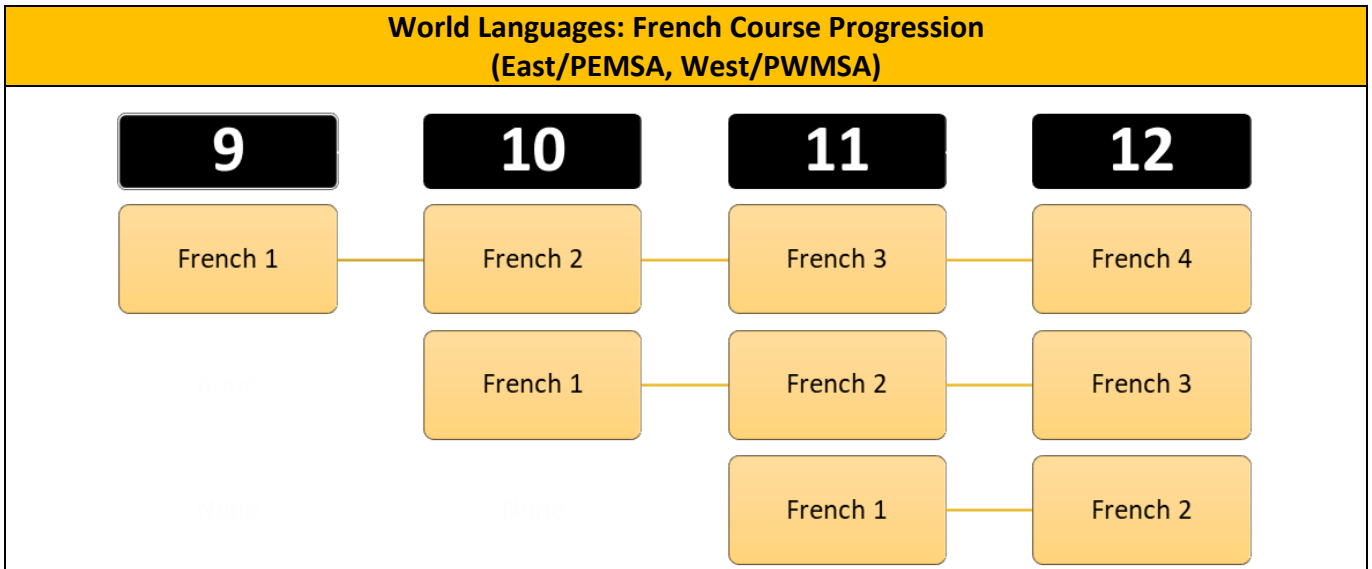 World Languages: French Course Progression
(East/PEMSA, West/PWMSA)
9 10 11 12
French 1 French 2 French 3 French 4
French 1 French 2 French 3
French 1 French 2